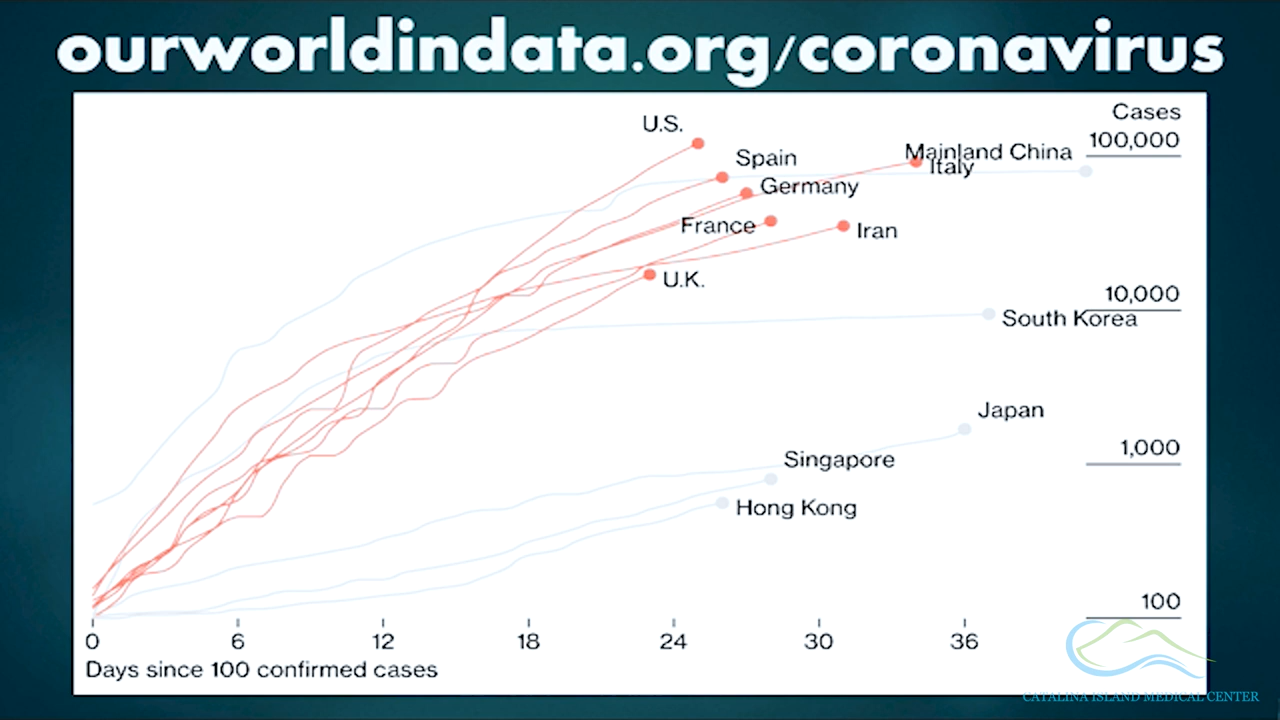 ourworldindata.org/coronavirus
Cases
U.S.
100,000
Spain
Mainland China
Italy
Germany
France
Iran
U.K.
10,000
South Korea
Japan
1,000
Singapore
Hong Kong
100
0 6 12 18 24 30 36
Days since 100 confirmed cases
CATALINA ISLAND MEDICAL CENTER